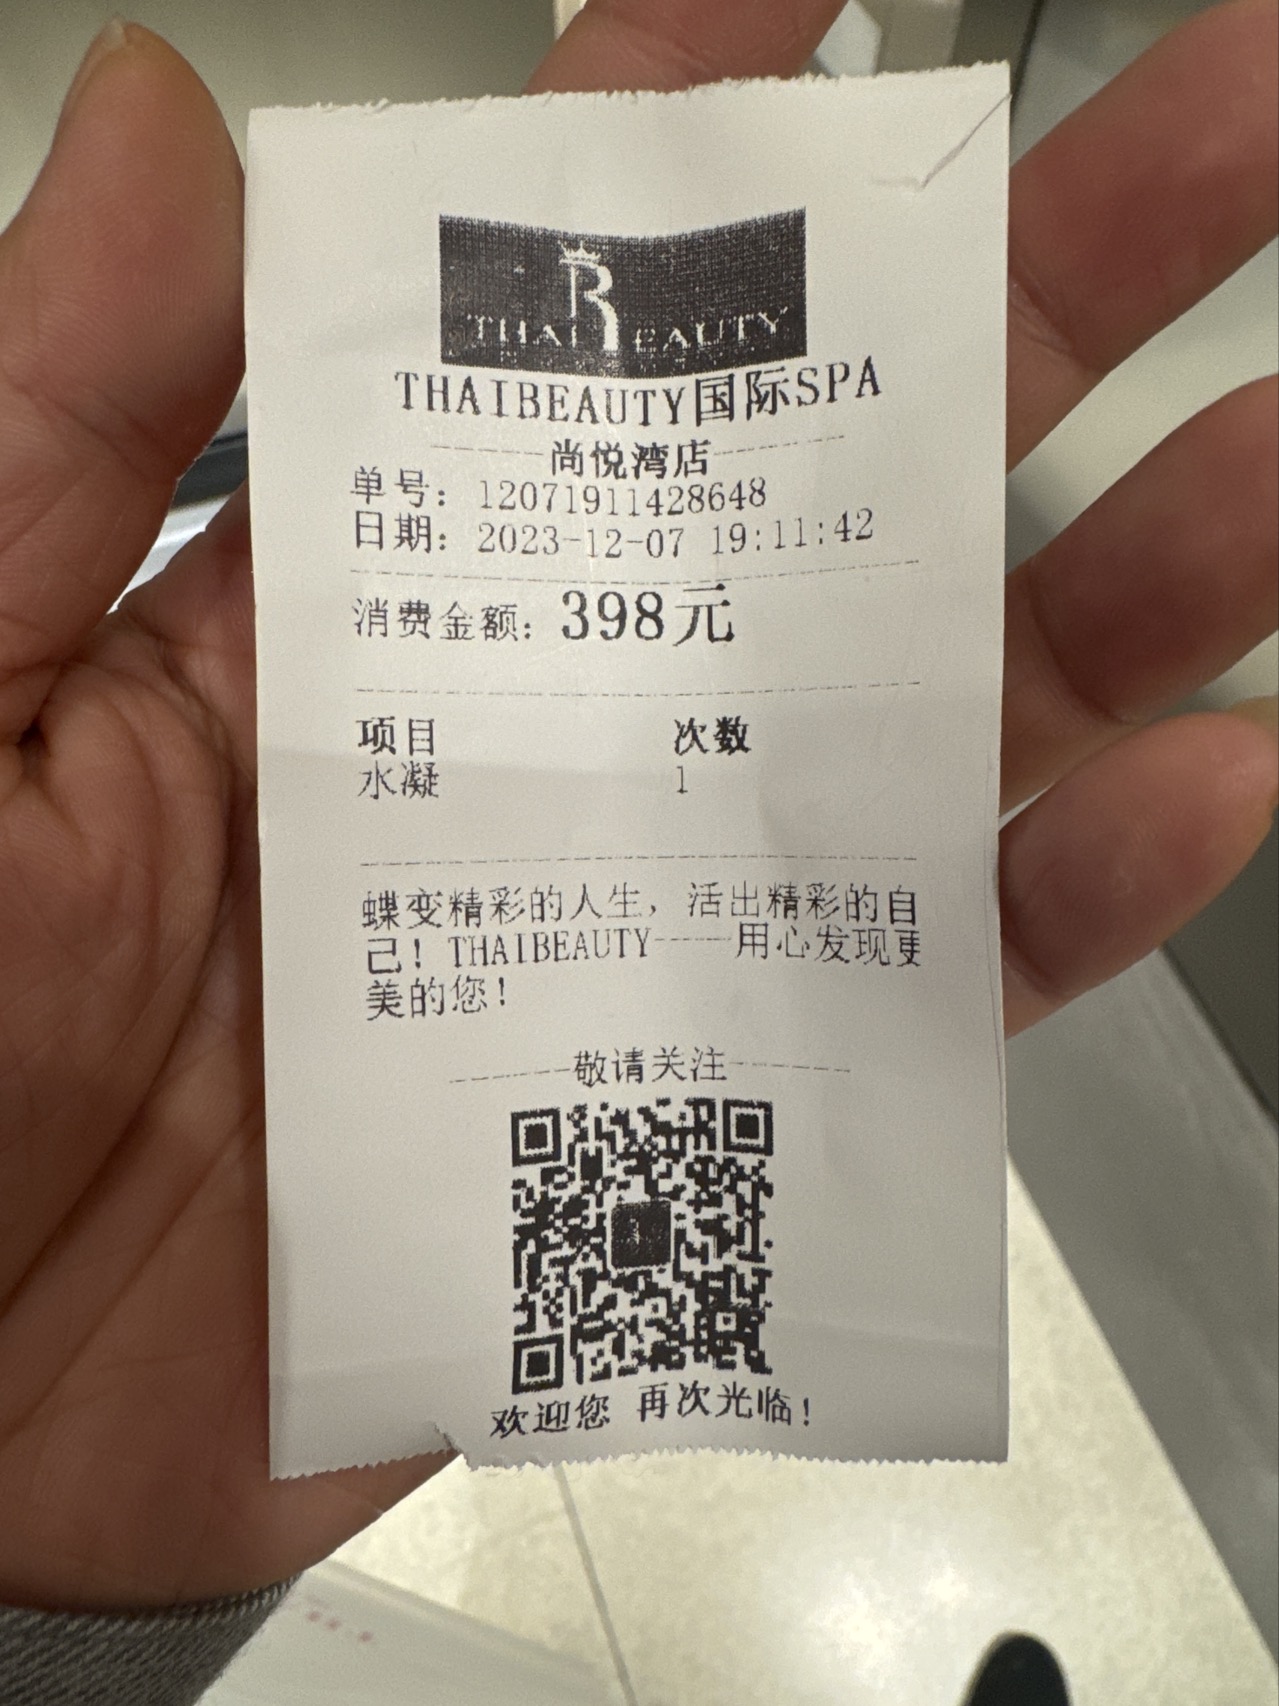 THAI BEAUTY
THAIBEAUTY国际SPA
尚悦湾店
单号: 12071911428648
日期: 2023-12-07 19:11:42
消费金额: 398元
项目 次数
水凝 1
蝶变精彩的人生，活出精彩的自
己！THAIBEAUTY——用心发现更
美的您！
敬请关注
欢迎您 再次光临！